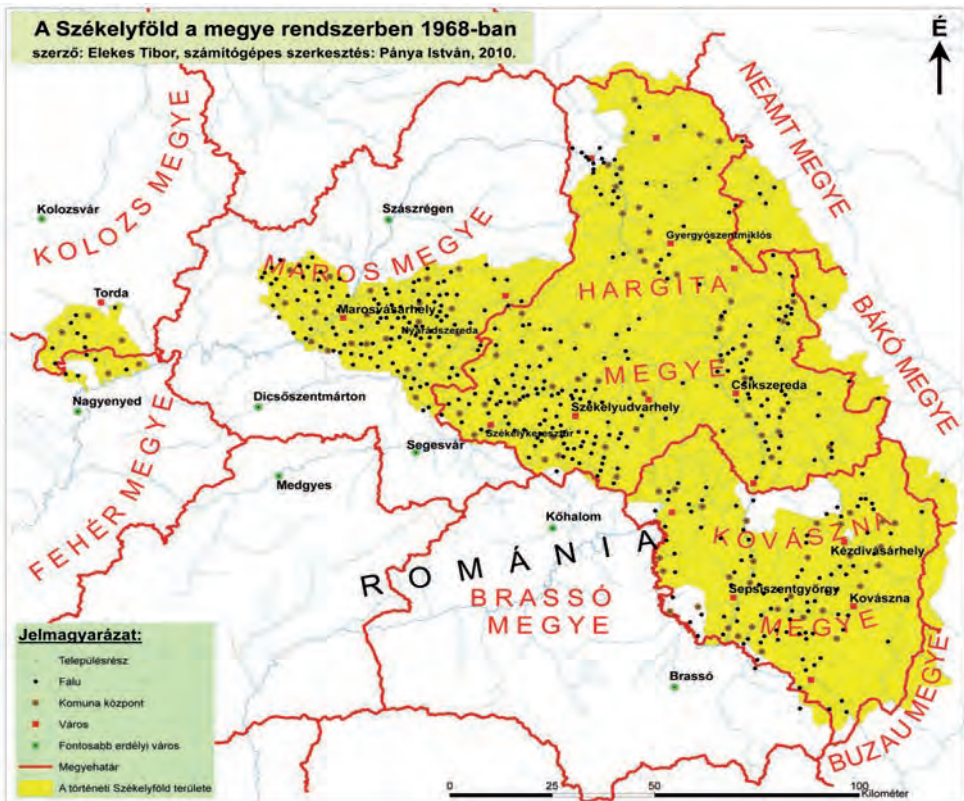 A Székelyföld a megye rendszerben 1968-ban
szerző: Elekes Tibor, számítógépes szerkesztés: Pánya István, 2010.
É
NEAMT MEGYE
KOLOZS MEGYE
Kolozsvár
Szászrégen
Gyergyószentmiklós
MAROS MEGYE
HARGITA
MEGYE
Torda
Marosvásárhely
Nyárádszereda
BÁKÓ MEGYE
Csíkszereda
Nagyenyed
Dicsőszentmárton
Székelyudvarhely
Székelykeresztúr
Segesvár
Medgyes
FEHÉR MEGYE
Kőhalom
ROMÁNIA
KOVÁSZNA
MEGYE
Kézdivásárhely
Sepsiszentgyörgy
Kovászna
BRASSÓ
MEGYE
Brassó
BUZAU MEGYE
Jelmagyarázat:
Településrész
Falu
Komuna központ
Város
Fontosabb erdélyi város
Megyehatár
A történeti Székelyföld területe
0 25 50 100
Kilométer